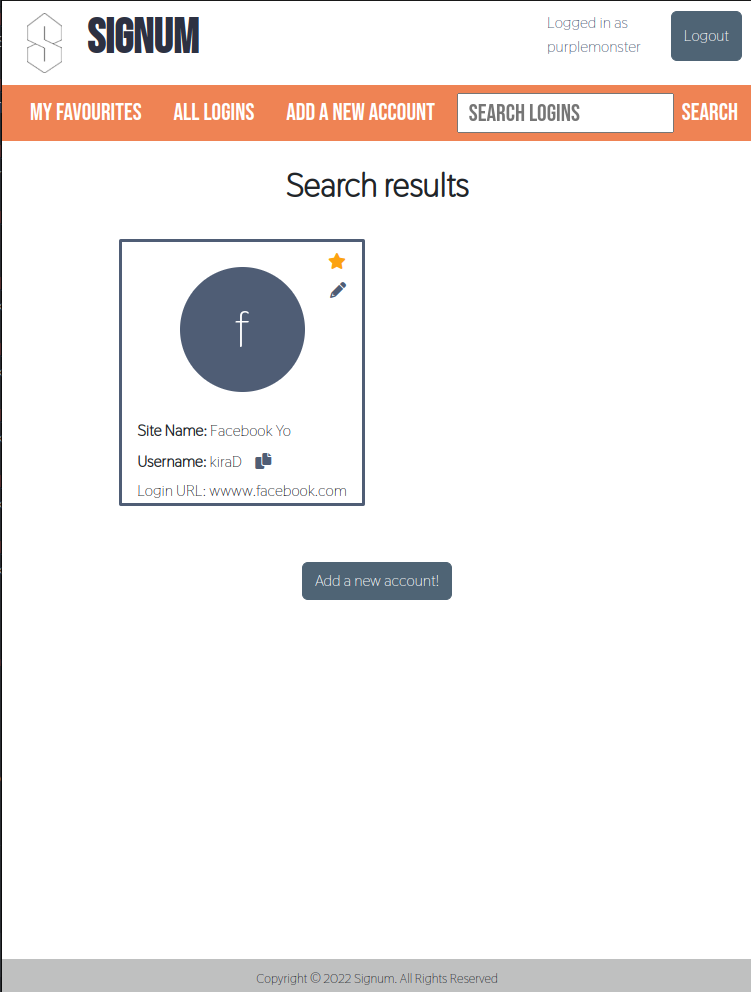 SIGNUM
Logged in as
purplemonster
Logout
MY FAVOURITES ALL LOGINS ADD A NEW ACCOUNT SEARCH LOGINS SEARCH
Search results
f
Site Name: Facebook Yo
Username: kiraD
Login URL: wwww.facebook.com
Add a new account!
Copyright © 2022 Signum. All Rights Reserved